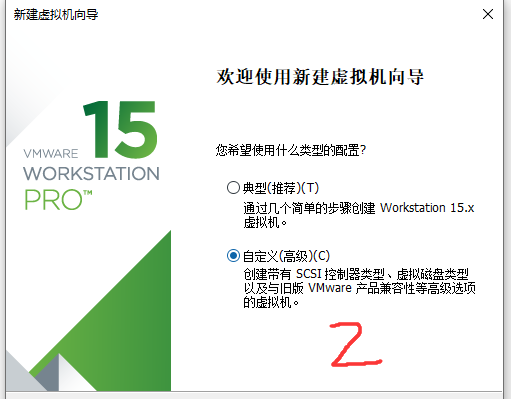 新建虚拟机向导
欢迎使用新建虚拟机向导
15
VMWARE
WORKSTATION
PRO™
您希望使用什么类型的配置?
典型(推荐)(T)
通过几个简单的步骤创建 Workstation 15.x
虚拟机。
自定义(高级)(C)
创建带有 SCSI 控制器类型、虚拟磁盘类型
以及与旧版 VMware 产品兼容性等高级选项
的虚拟机。
2